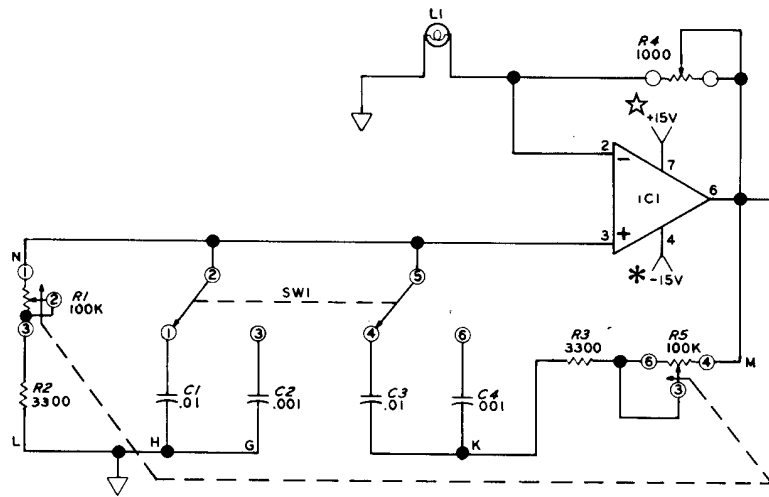 L1
R4
1000
+15V
2
7
-
IC1
6
3
+
4
-15V
N
1
2
R1
100K
3
2
SW1
5
1
3
4
6
R2
3300
C1
.01
C2
.001
C3
.01
C4
.001
R3
3300
R5
100K
6
4
M
3
L
H
G
K